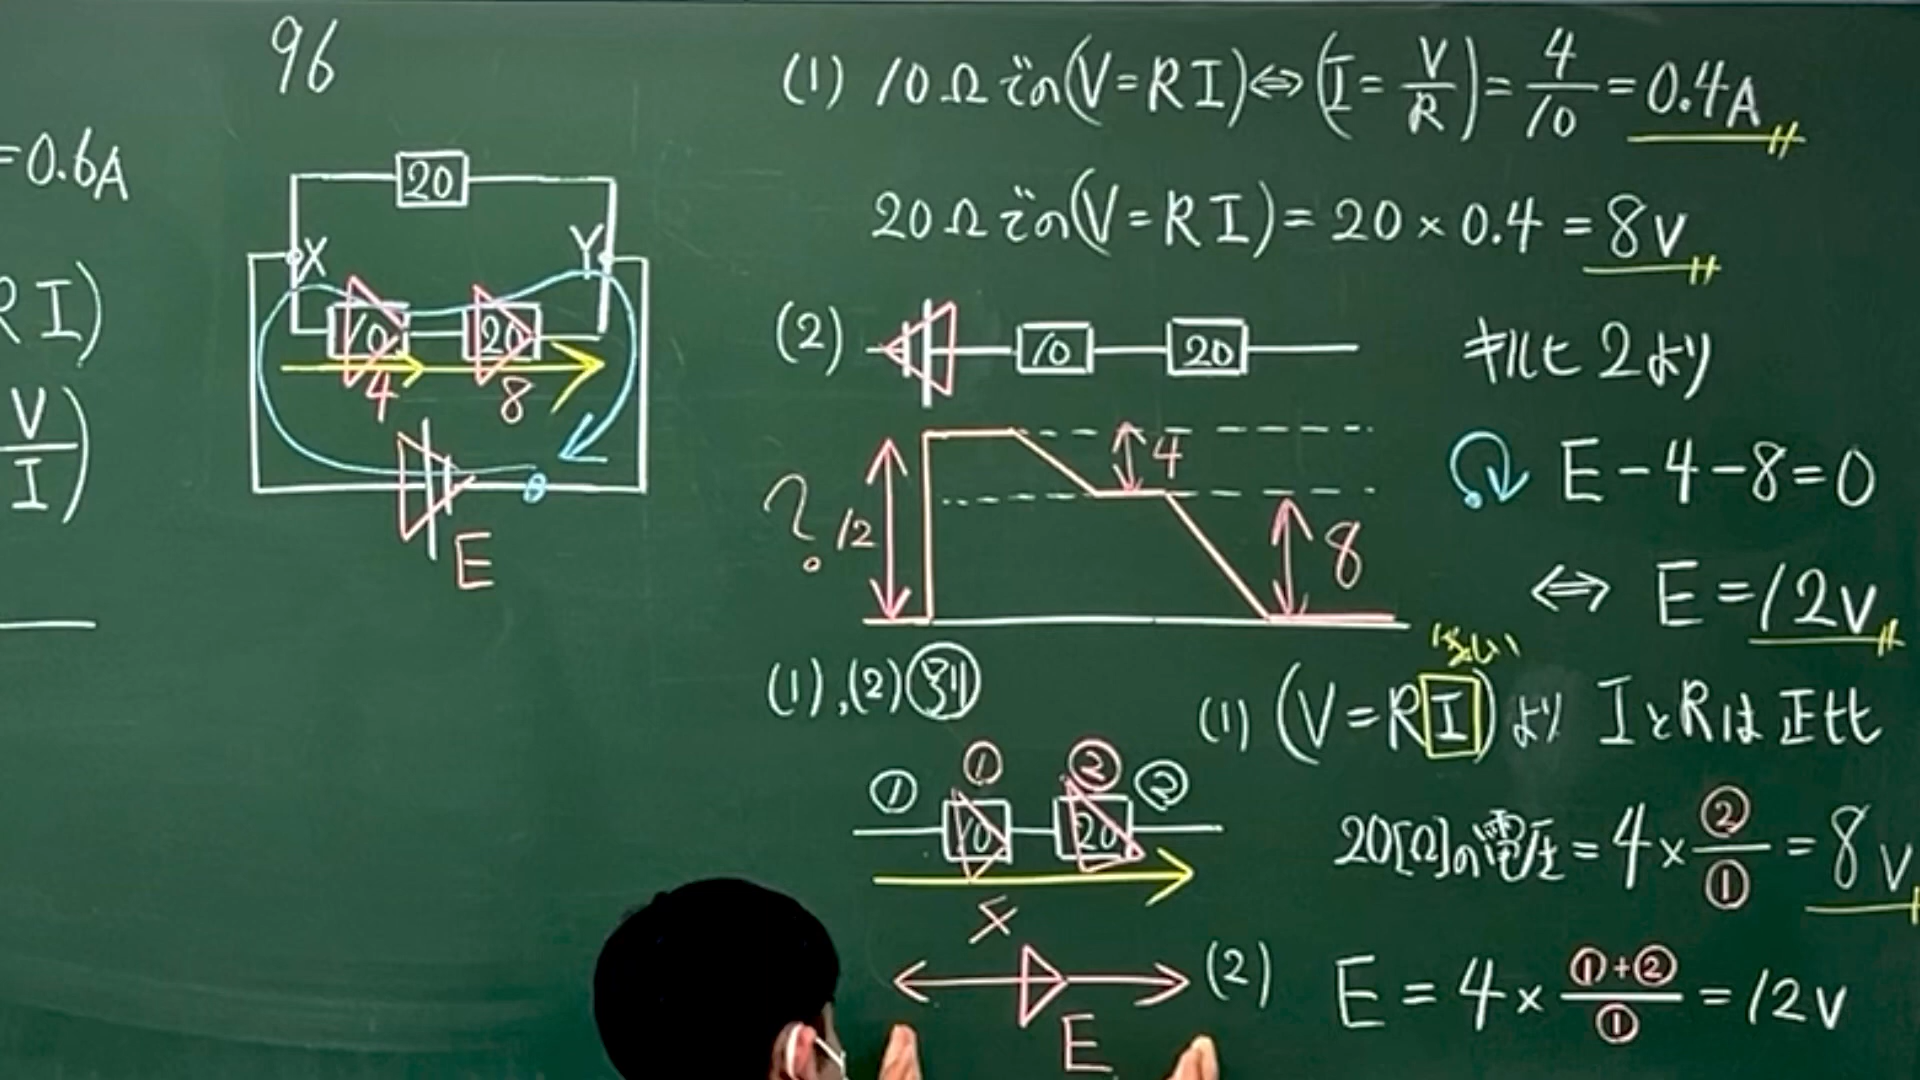 96
=0.6A
RI)
V/I)
20
X
Y
10
20
4
8
E
(1) 10Ωでの(V=RI)⇔(I=V/R)=4/10=0.4A
20Ωでの(V=RI)=20×0.4=8V
(2)
10
20
キルヒ2より
E-4-8=0
⇔ E=12V
?
12
4
8
(1),(2)別
①
①
②
②
10
20
E
(1) (V=RI)より IとRは正比
20[Ω]の電圧=4×②/①=8V
(2) E=4×①+②/①=12V